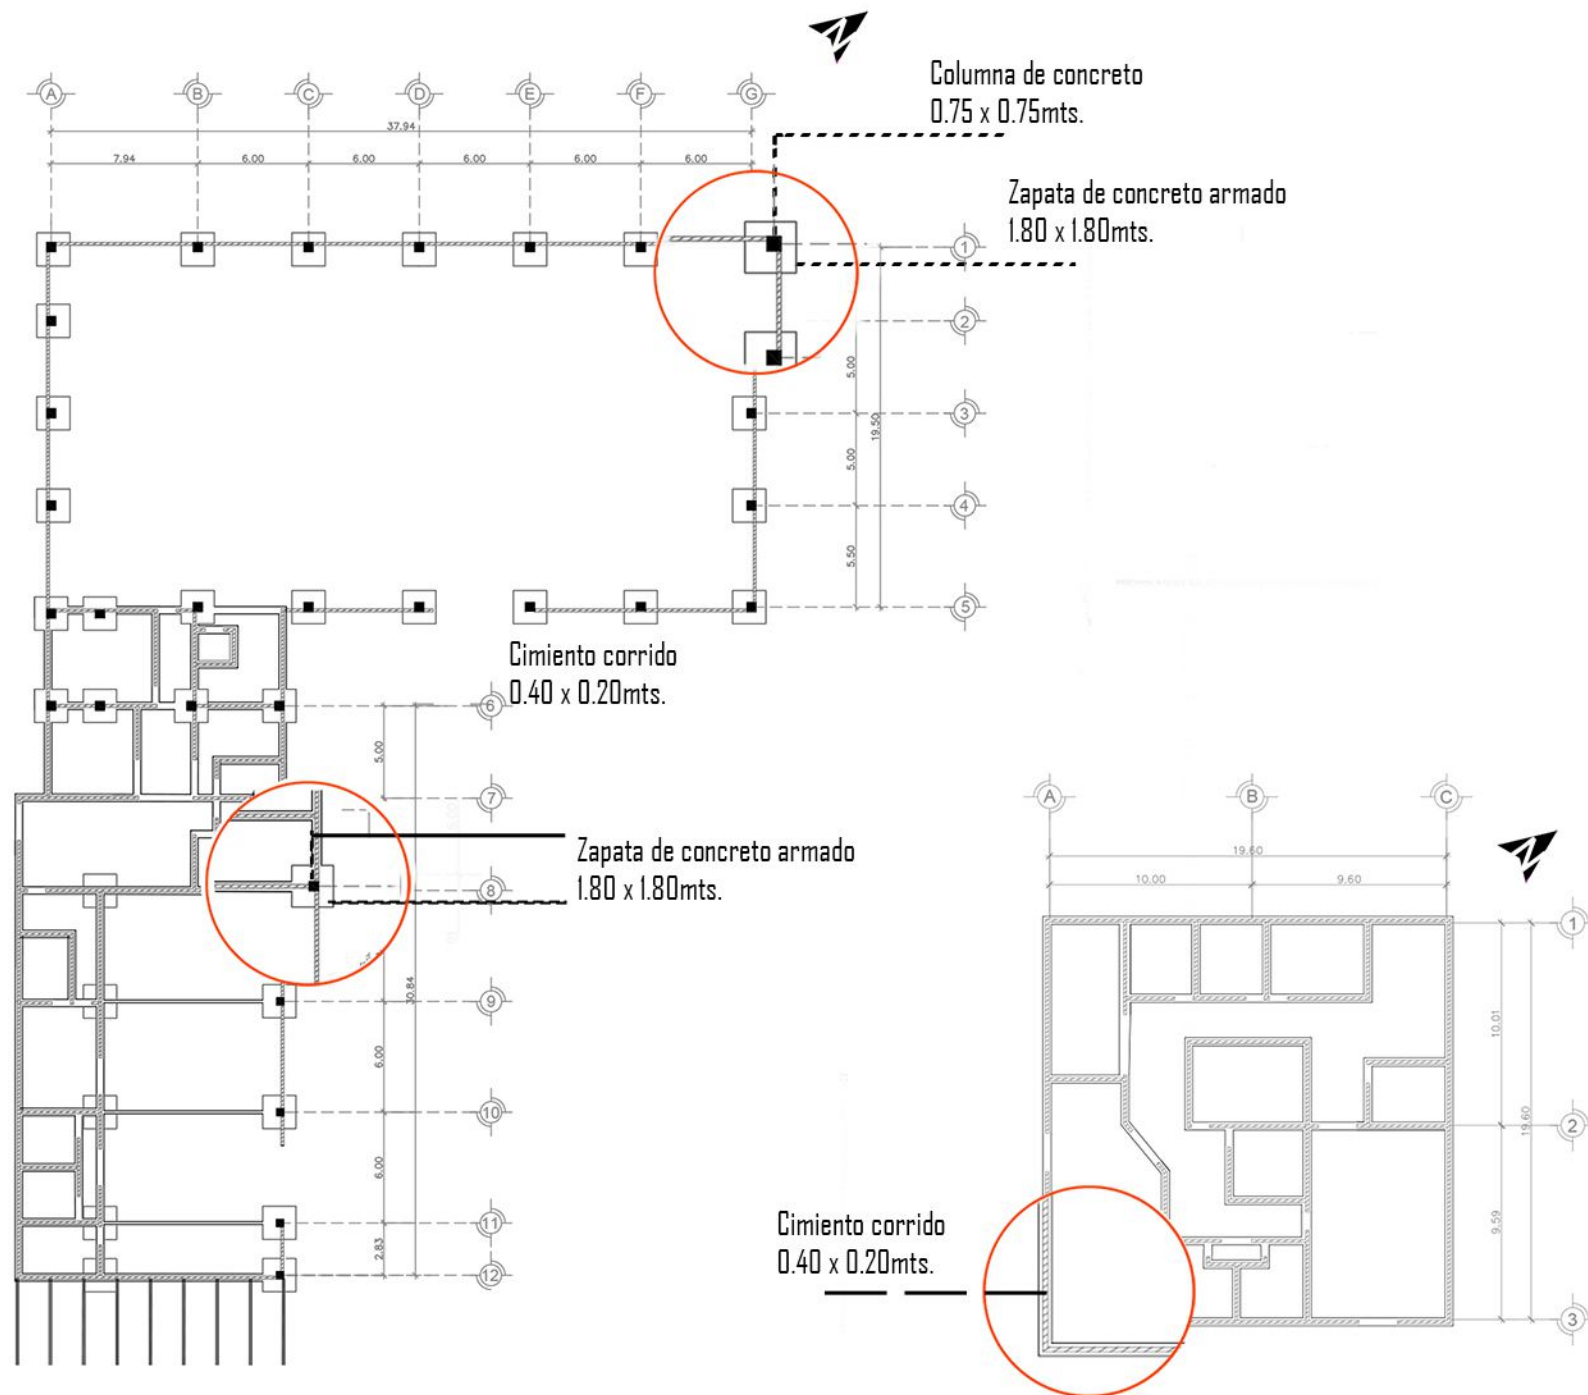 N
Columna de concreto
0.75 x 0.75mts.
A B C D E F G
37.94
7.94 6.00 6.00 6.00 6.00 6.00
Zapata de concreto armado
1.80 x 1.80mts.
1
2
5.00
3
19.50
5.00
4
5.50
5
Cimiento corrido
0.40 x 0.20mts.
6
5.00
7
Zapata de concreto armado
1.80 x 1.80mts.
8
30.84
9
6.00
10
6.00
11
2.83
12
A B C
N
19.60
10.00 9.60
1
10.01
19.60
2
9.59
3
Cimiento corrido
0.40 x 0.20mts.